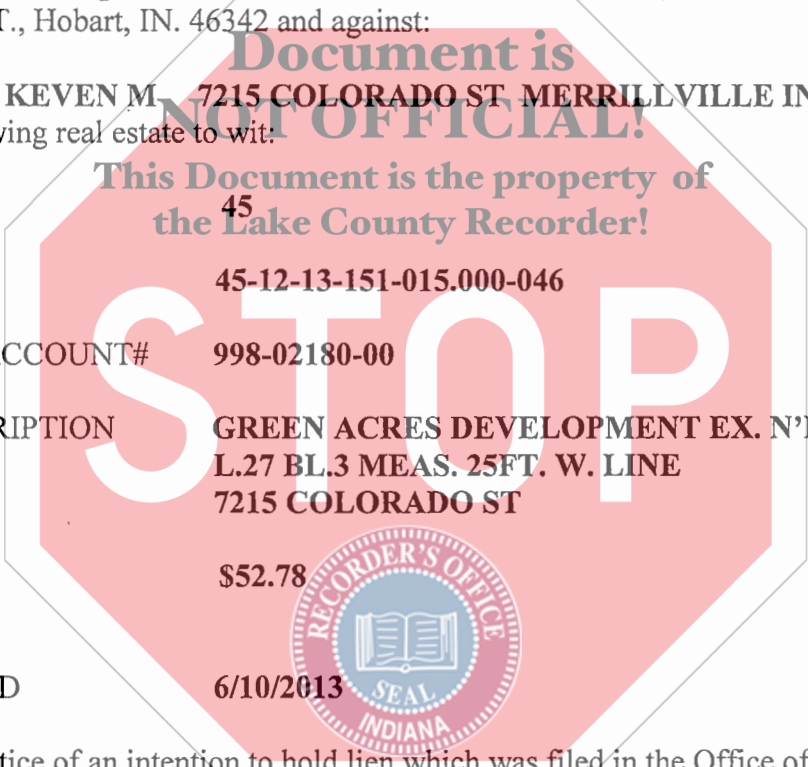 T., Hobart, IN. 46342 and against:
Document is
KEVEN M 7215 COLORADO ST MERRILLVILLE IN
NOT OFFICIAL!
ving real estate to wit:
This Document is the property of
45
the Lake County Recorder!
45-12-13-151-015.000-046
STOP
CCOUNT# 998-02180-00
RIPTION GREEN ACRES DEVELOPMENT EX. N'
L.27 BL.3 MEAS. 25FT. W. LINE
7215 COLORADO ST
$52.78
RECORDER'S OFFICE
SEAL
INDIANA
D 6/10/2013
tice of an intention to hold lien which was filed in the Office of